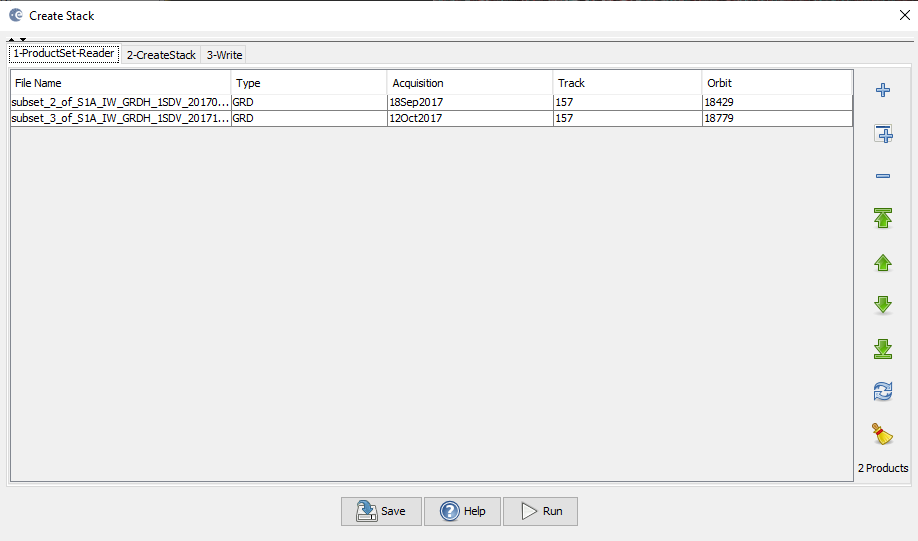 Create Stack
1-ProductSet-Reader 2-CreateStack 3-Write
File Name Type Acquisition Track Orbit
subset_2_of_S1A_IW_GRDH_1SDV_20170... GRD 18Sep2017 157 18429
subset_3_of_S1A_IW_GRDH_1SDV_20171... GRD 12Oct2017 157 18779
2 Products
Save Help Run